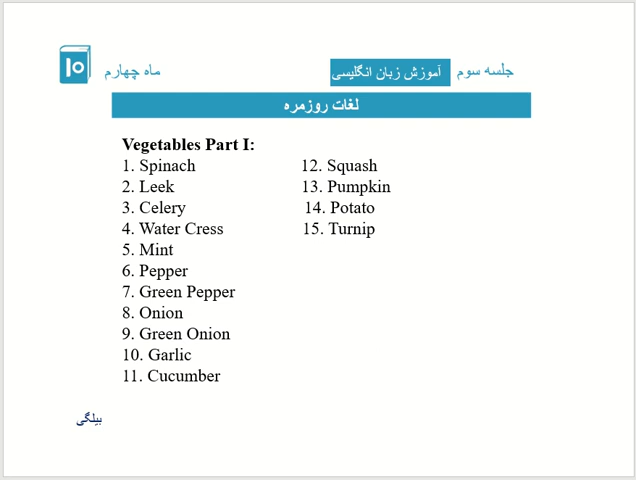 جلسه سوم آموزش زبان انگلیسی ماه چهارم
لغات روزمره
Vegetables Part I:
1. Spinach
2. Leek
3. Celery
4. Water Cress
5. Mint
6. Pepper
7. Green Pepper
8. Onion
9. Green Onion
10. Garlic
11. Cucumber
12. Squash
13. Pumpkin
14. Potato
15. Turnip
بیلگی